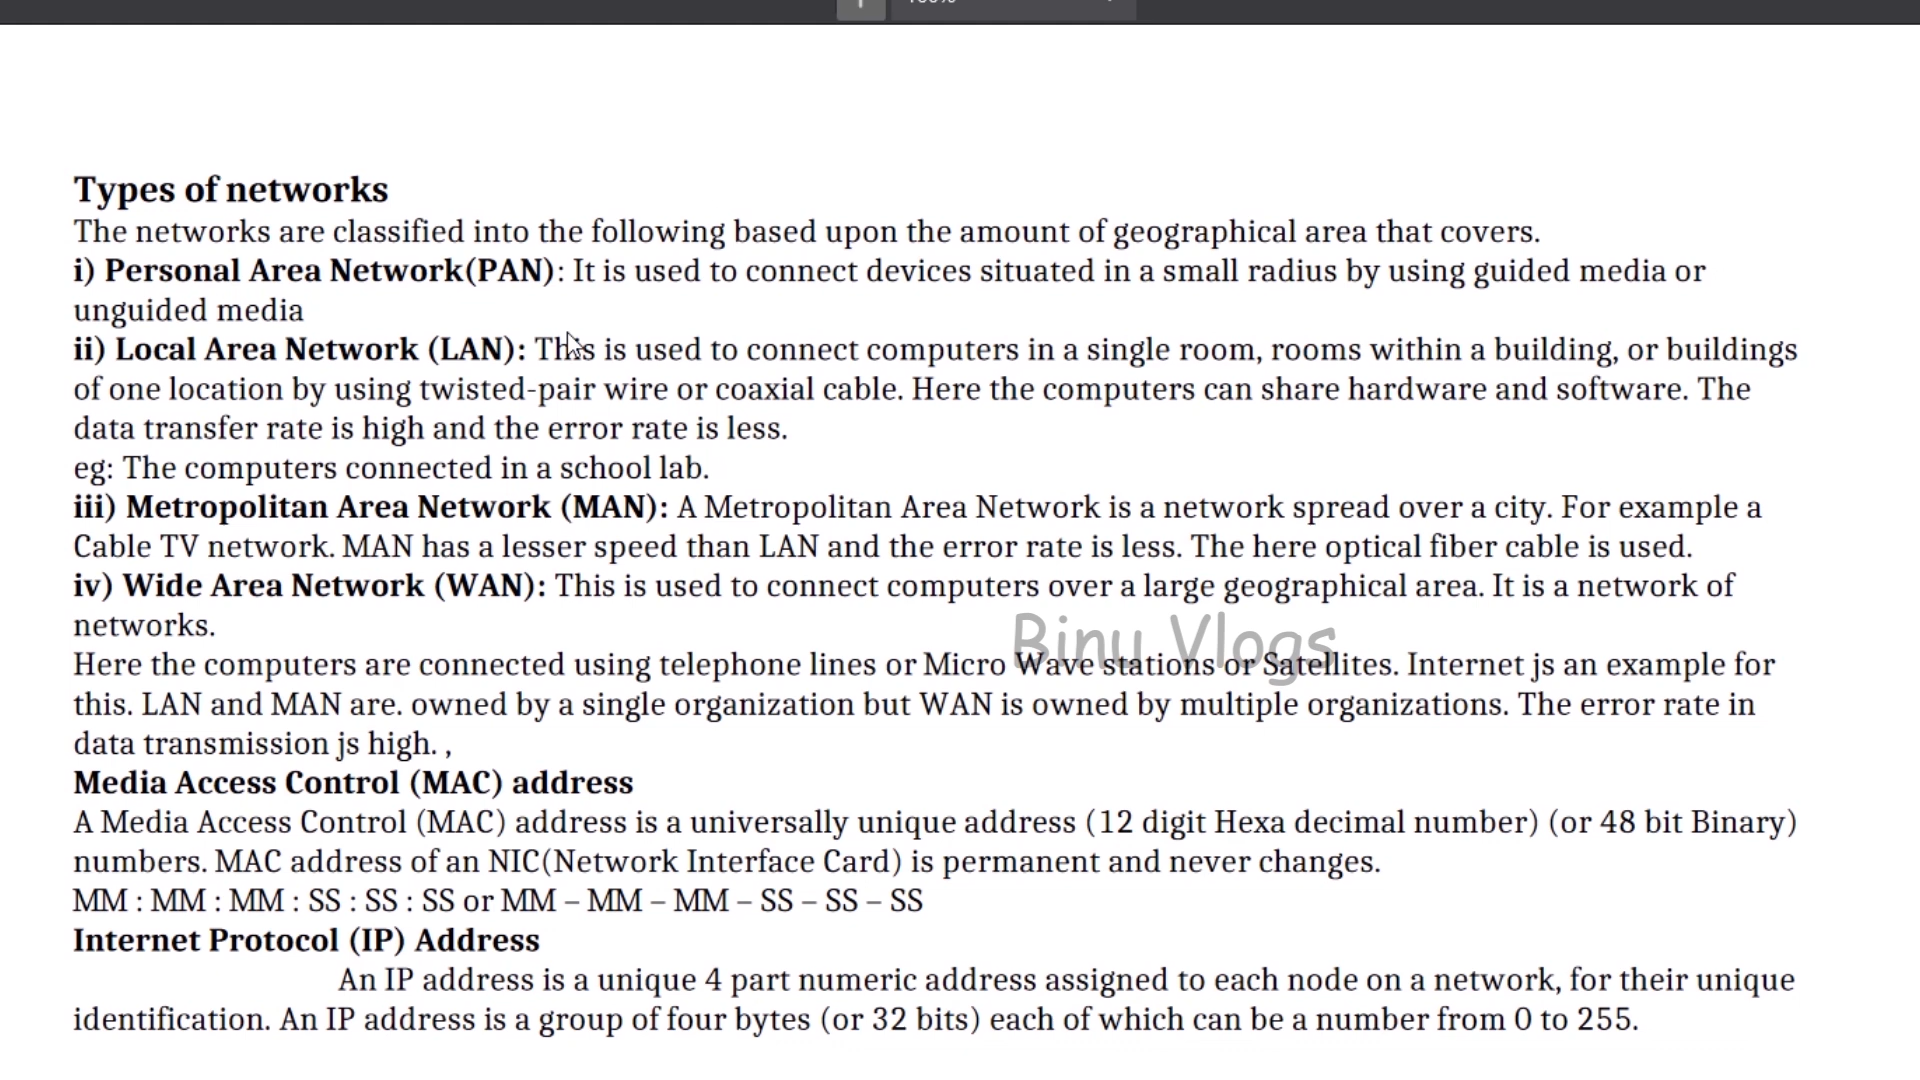 Types of networks
The networks are classified into the following based upon the amount of geographical area that covers.
i) Personal Area Network(PAN): It is used to connect devices situated in a small radius by using guided media or
unguided media
ii) Local Area Network (LAN): This is used to connect computers in a single room, rooms within a building, or buildings
of one location by using twisted-pair wire or coaxial cable. Here the computers can share hardware and software. The
data transfer rate is high and the error rate is less.
eg: The computers connected in a school lab.
iii) Metropolitan Area Network (MAN): A Metropolitan Area Network is a network spread over a city. For example a
Cable TV network. MAN has a lesser speed than LAN and the error rate is less. The here optical fiber cable is used.
iv) Wide Area Network (WAN): This is used to connect computers over a large geographical area. It is a network of
networks.
Binu Vlogs
Here the computers are connected using telephone lines or Micro Wave stations or Satellites. Internet js an example for
this. LAN and MAN are. owned by a single organization but WAN is owned by multiple organizations. The error rate in
data transmission js high. ,
Media Access Control (MAC) address
A Media Access Control (MAC) address is a universally unique address (12 digit Hexa decimal number) (or 48 bit Binary)
numbers. MAC address of an NIC(Network Interface Card) is permanent and never changes.
MM : MM : MM : SS : SS : SS or MM – MM – MM – SS – SS – SS
Internet Protocol (IP) Address
An IP address is a unique 4 part numeric address assigned to each node on a network, for their unique
identification. An IP address is a group of four bytes (or 32 bits) each of which can be a number from 0 to 255.